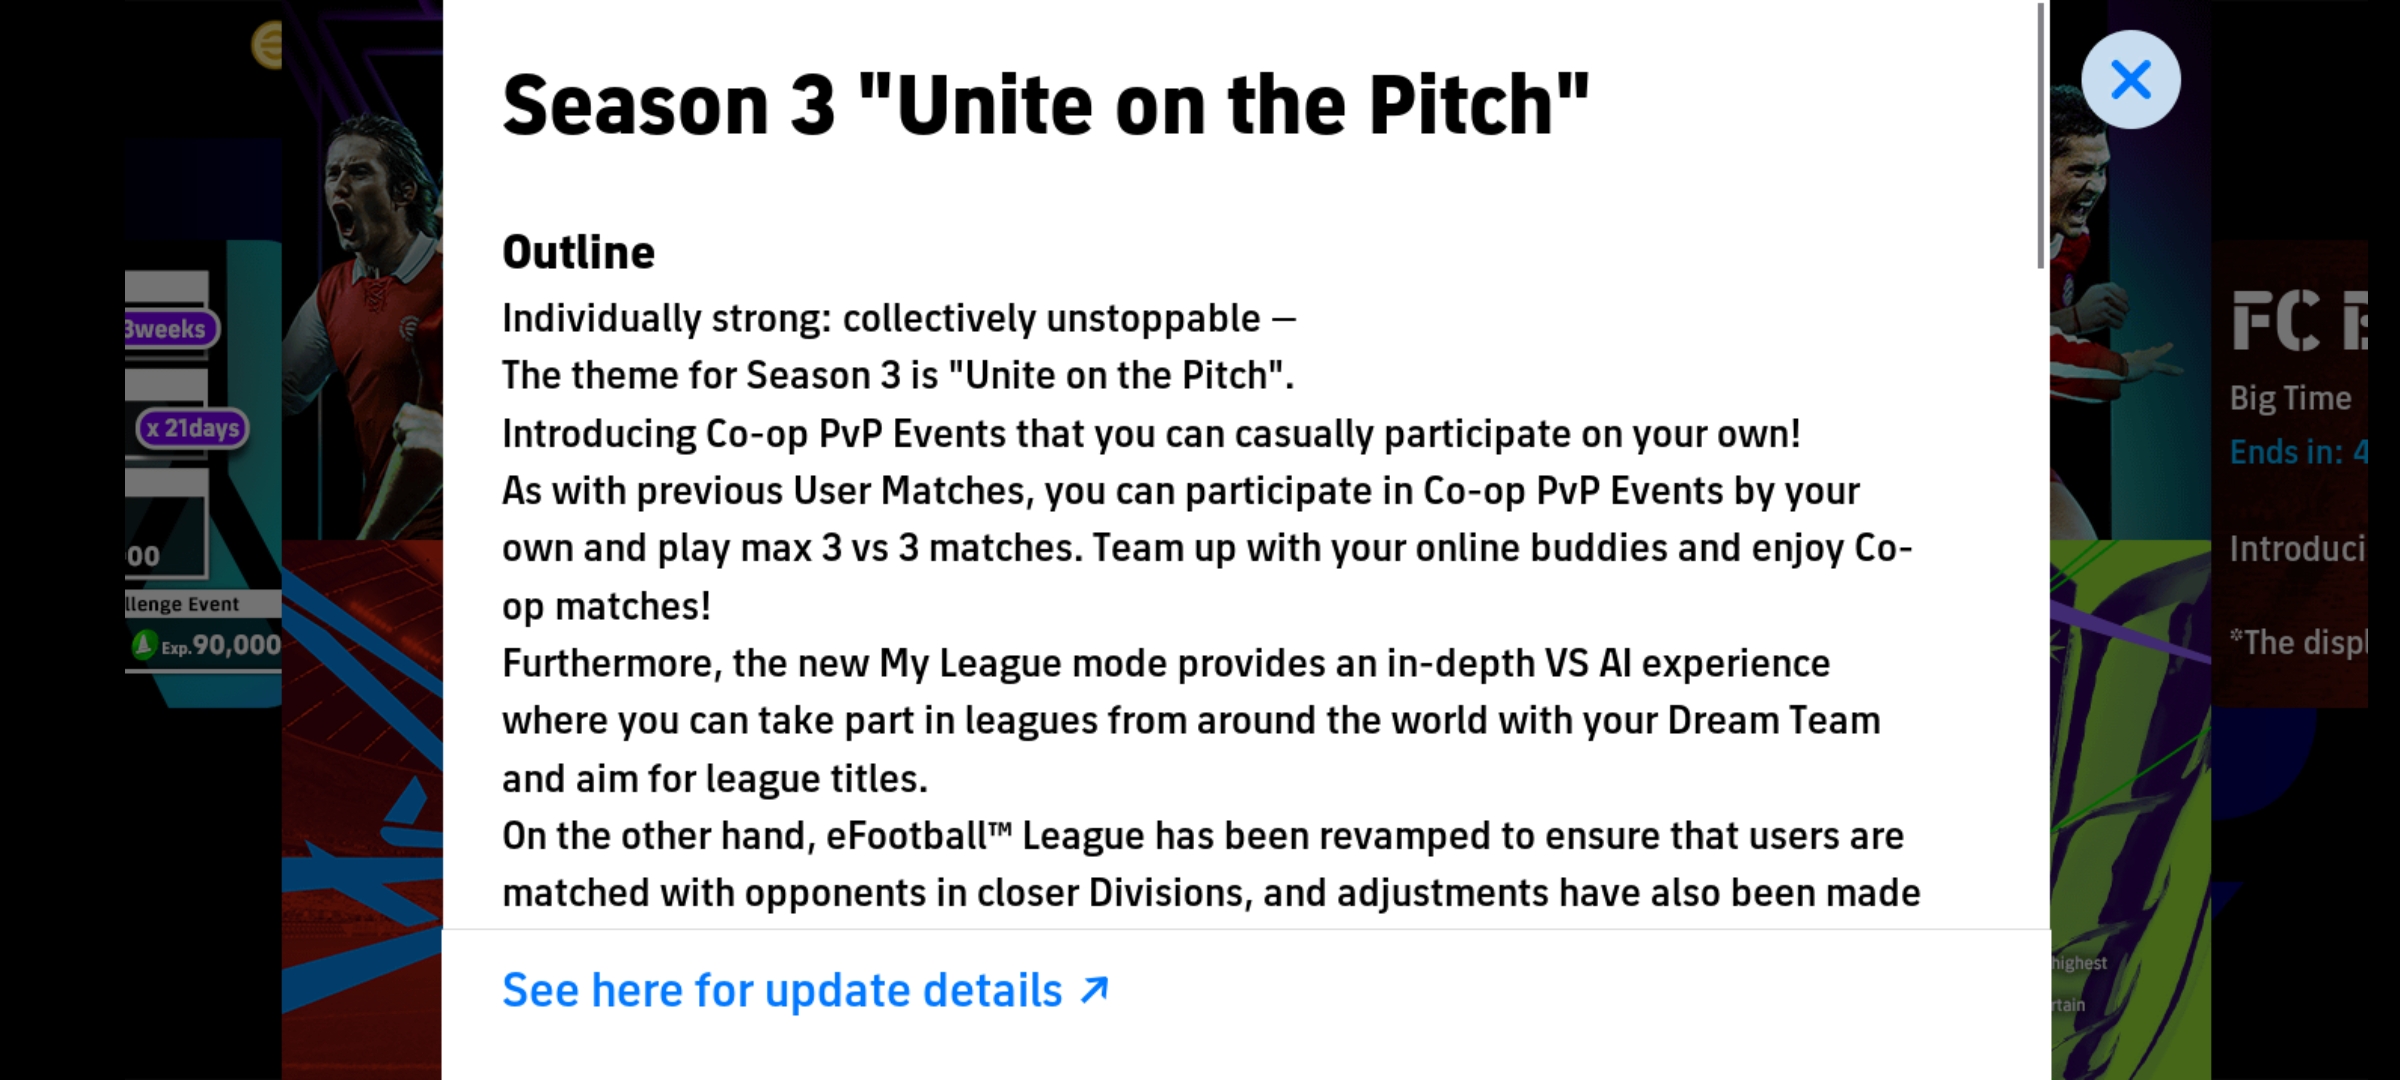 Season 3 "Unite on the Pitch"
Outline
Individually strong: collectively unstoppable —
The theme for Season 3 is "Unite on the Pitch".
Introducing Co-op PvP Events that you can casually participate on your own!
As with previous User Matches, you can participate in Co-op PvP Events by your
own and play max 3 vs 3 matches. Team up with your online buddies and enjoy Co-
op matches!
Furthermore, the new My League mode provides an in-depth VS AI experience
where you can take part in leagues from around the world with your Dream Team
and aim for league titles.
On the other hand, eFootball™ League has been revamped to ensure that users are
matched with opponents in closer Divisions, and adjustments have also been made
See here for update details ↗
3weeks
x 21days
00
llenge Event
Exp.90,000
FC
Big Time
Ends in: 4
Introduci
*The displ
highest
rtain